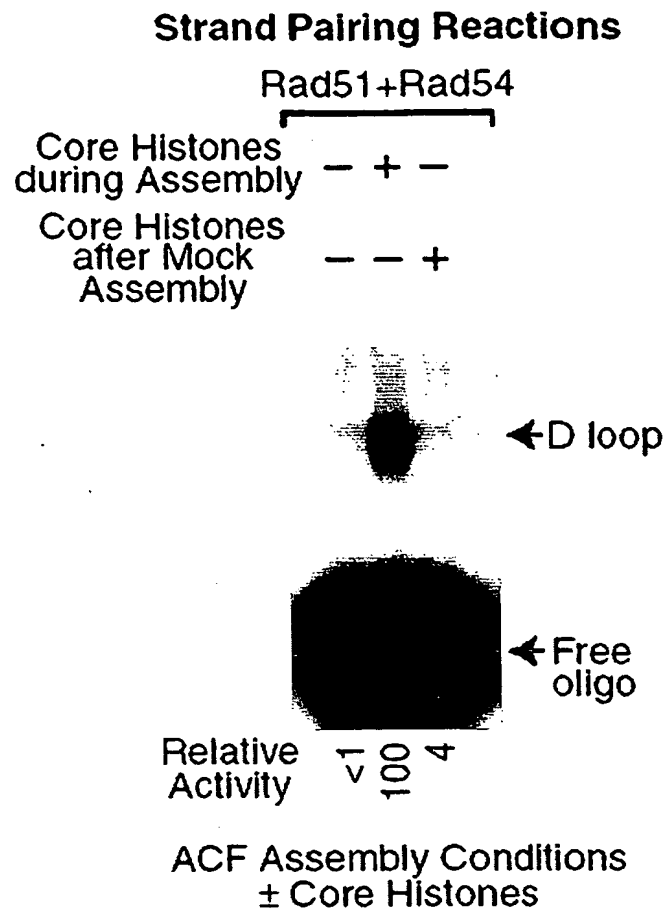 Strand Pairing Reactions
Rad51+Rad54
Core Histones
during Assembly
– + –
Core Histones
after Mock
Assembly
– – +
D loop
Free
oligo
Relative
Activity
<1 100 4
ACF Assembly Conditions
± Core Histones